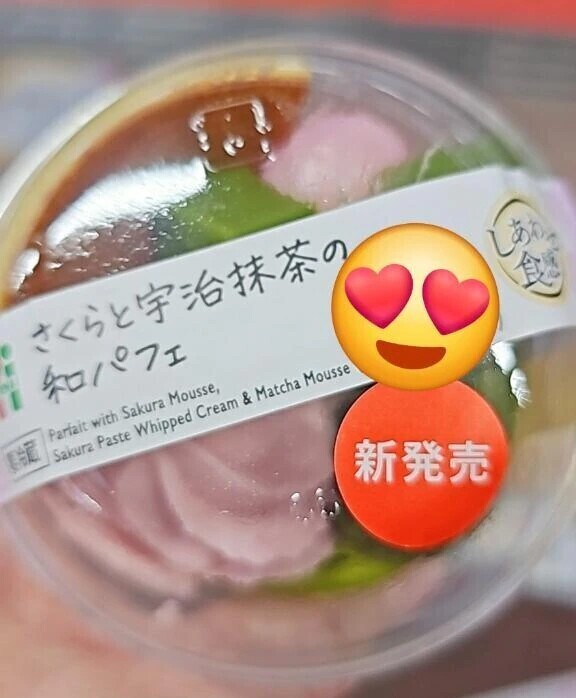 さくらと宇治抹茶の
和パフェ
Parfait with Sakura Mousse,
Sakura Paste Whipped Cream & Matcha Mousse
要冷蔵
しあわせ
食感
新発売